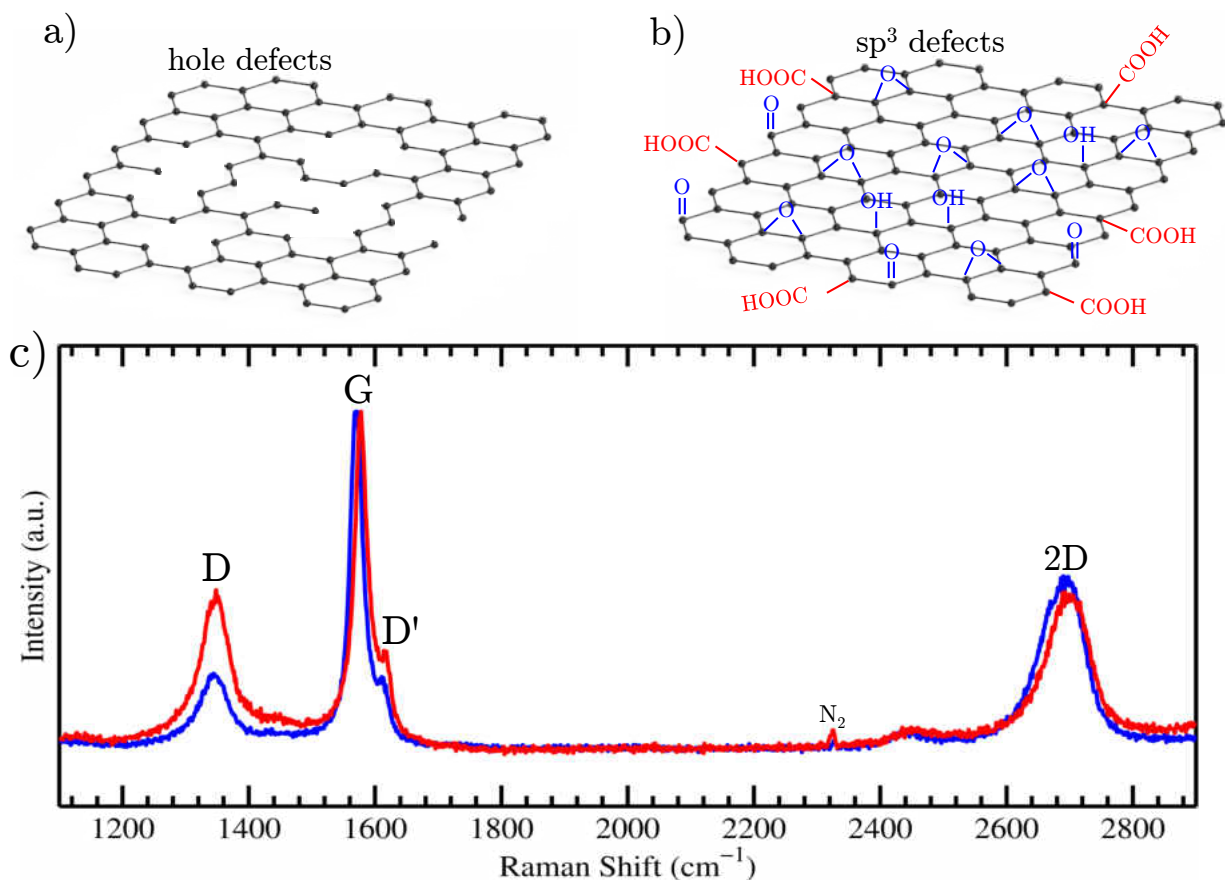 a)
hole defects
b)
sp³ defects
HOOC
O
COOH
O
O
OH
O
HOOC
O
O
O
O
OH
OH
O
COOH
O
O
O
HOOC
COOH
c)
G
D
D'
2D
N₂
Intensity (a.u.)
1200 1400 1600 1800 2000 2200 2400 2600 2800
Raman Shift (cm⁻¹)